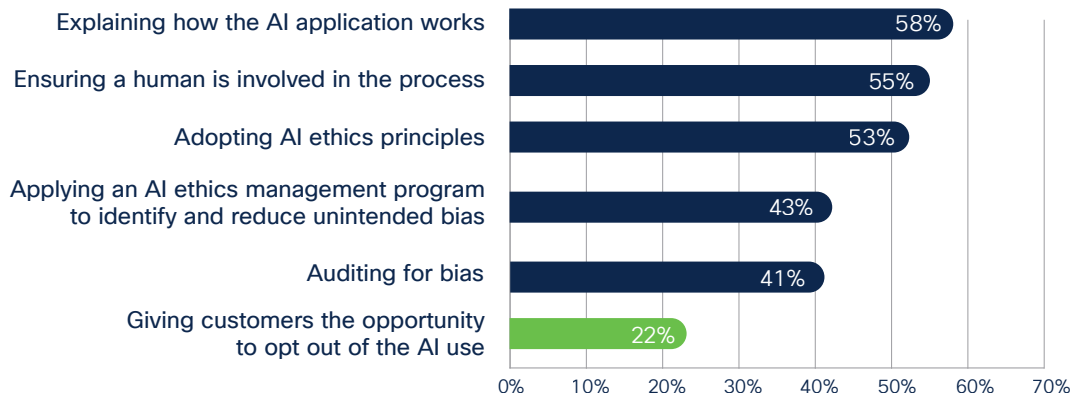 Explaining how the AI application works
58%
Ensuring a human is involved in the process
55%
Adopting AI ethics principles
53%
Applying an AI ethics management program
to identify and reduce unintended bias
43%
Auditing for bias
41%
Giving customers the opportunity
to opt out of the AI use
22%
0% 10% 20% 30% 40% 50% 60% 70%